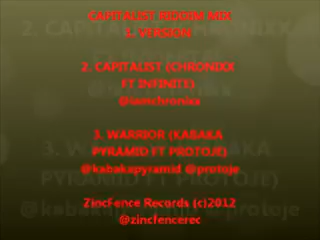 CAPITALIST RIDDIM MIX
1. VERSION
2. CAPITALIST (CHRONIXX
FT INFINITE)
@iamchronixx
3. WARRIOR (KABAKA
PYRAMID FT PROTOJE)
@kabakapyramid @protoje
ZincFence Records (c)2012
@zincfencerec